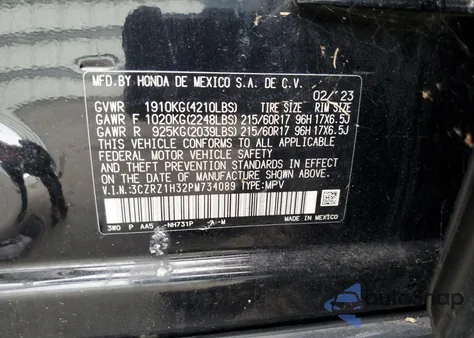 MFD.BY HONDA DE MEXICO S.A. DE C.V.
02/'23
GVWR 1910KG(4210LBS) TIRE SIZE RIM SIZE
GAWR F 1020KG(2248LBS) 215/60R17 96H 17X6.5J
GAWR R 925KG(2039LBS) 215/60R17 96H 17X6.5J
THIS VEHICLE CONFORMS TO ALL APPLICABLE
FEDERAL MOTOR VEHICLE SAFETY AND
THEFT PREVENTION STANDARDS IN EFFECT ON
THE DATE OF MANUFACTURE SHOWN ABOVE.
V.I.N.:3CZRZ1H32PM734089 TYPE:MPV
3W0 P AA5 NH731P A-M
MADE IN
MEXICO
autosnap